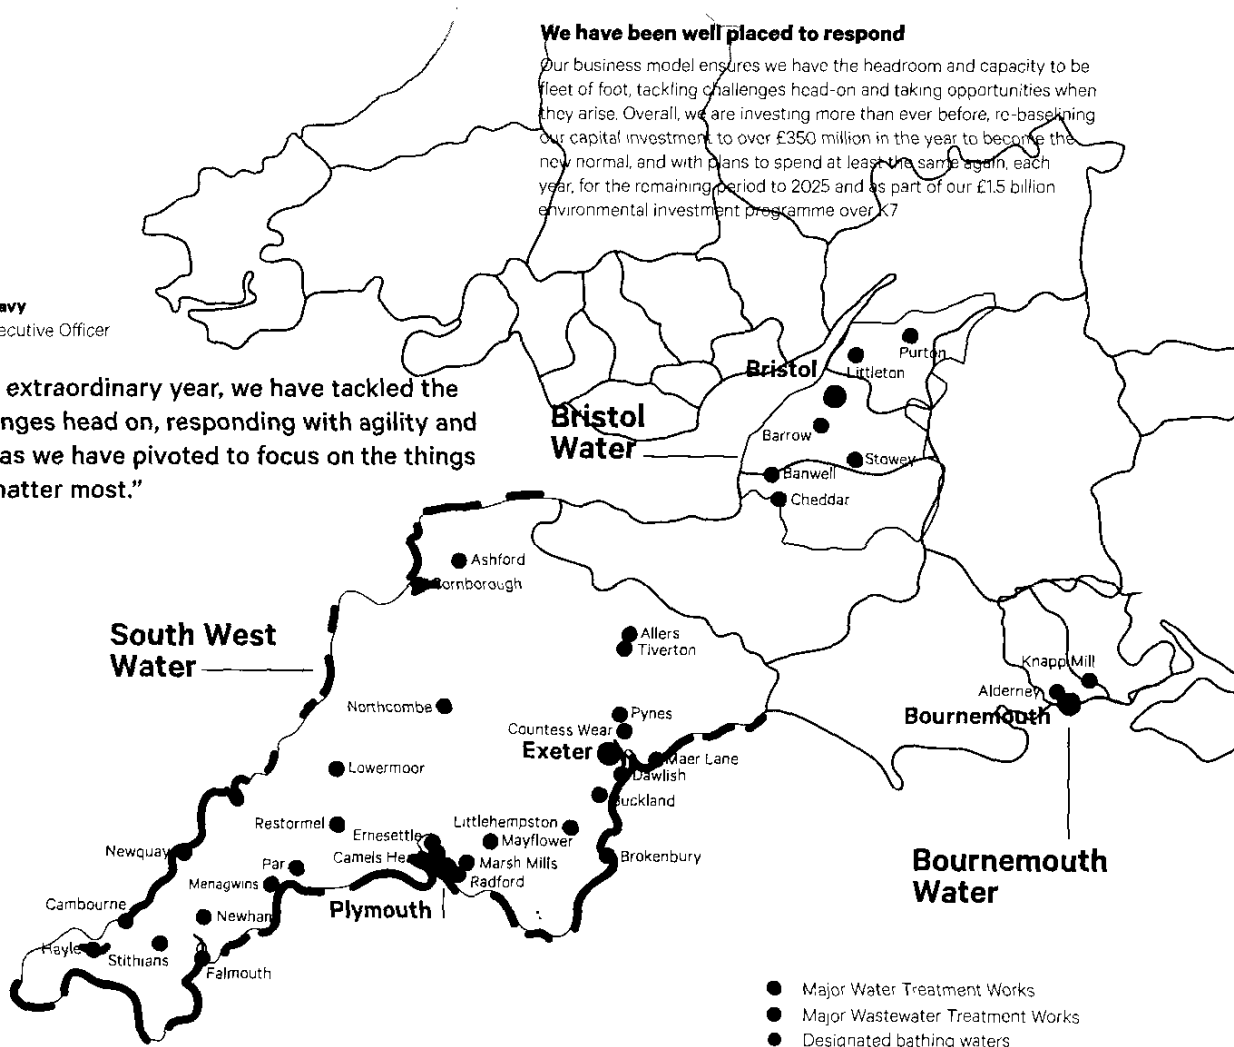 We have been well placed to respond
Our business model ensures we have the headroom and capacity to be
fleet of foot, tackling challenges head-on and taking opportunities when
they arise. Overall, we are investing more than ever before, re-baselining
our capital investment to over £350 million in the year to become the
new normal, and with plans to spend at least the same again, each
year, for the remaining period to 2025 and as part of our £1.5 billion
environmental investment programme over K7
avy
ecutive Officer
extraordinary year, we have tackled the
nges head on, responding with agility and
as we have pivoted to focus on the things
natter most.”
Purton
Littleton
Bristol
Bristol
Water
Barrow
Stowey
Banwell
Cheddar
Ashford
Cornborough
South West
Water
Allers
Tiverton
Knapp Mill
Alderney
Bournemouth
Northcombe
Pynes
Countess Wear
Exeter
Maer Lane
Dawlish
Lowermoor
Buckland
Restormel
Littlehempston
Ernesettle
Mayflower
Newquay
Camels Hea
Marsh Mills
Brokenbury
Par
Radford
Menagwins
Bournemouth
Water
Plymouth
Cambourne
Newham
Hayle
Stithians
Falmouth
Major Water Treatment Works
Major Wastewater Treatment Works
Designated bathing waters